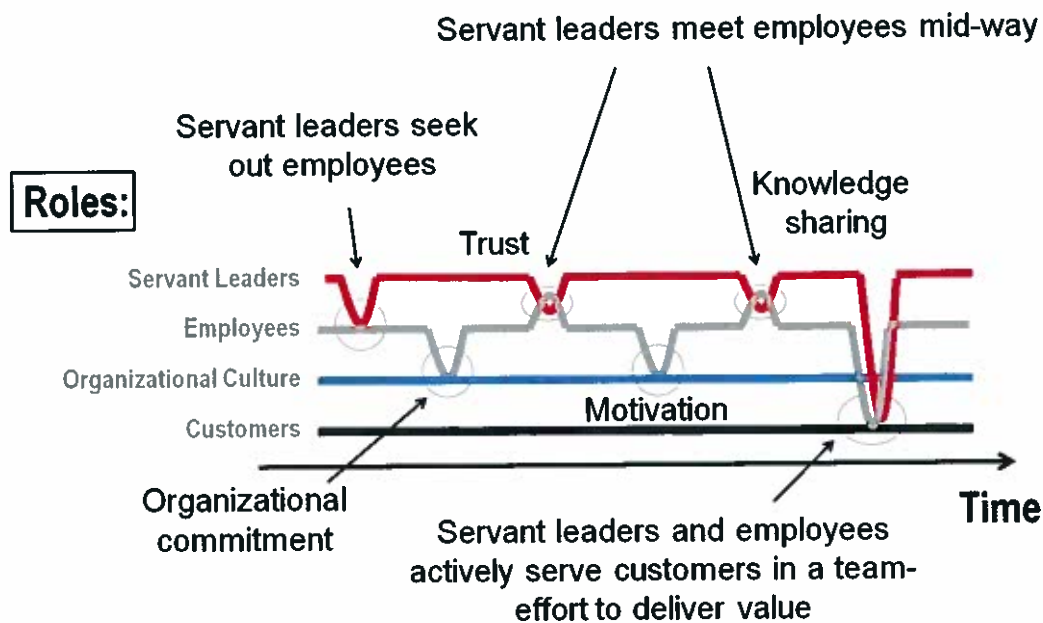 Servant leaders meet employees mid-way
Servant leaders seek
out employees
Roles:
Knowledge
sharing
Trust
Servant Leaders
Employees
Organizational Culture
Motivation
Customers
Time
Organizational
commitment
Servant leaders and employees
actively serve customers in a team-
effort to deliver value